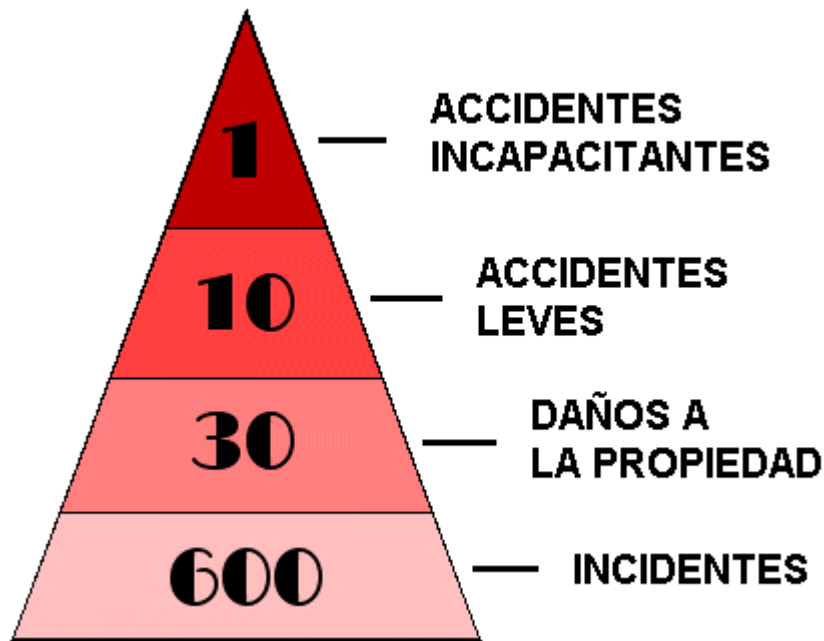 1
ACCIDENTES
INCAPACITANTES
10
ACCIDENTES
LEVES
30
DAÑOS A
LA PROPIEDAD
600
INCIDENTES